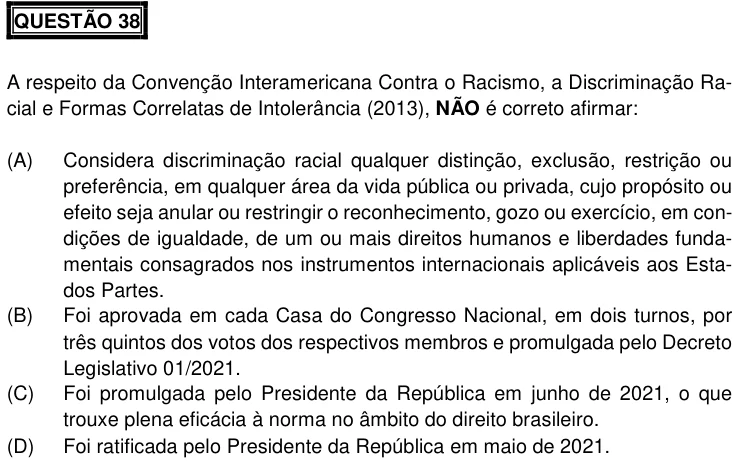 QUESTÃO 38
A respeito da Convenção Interamericana Contra o Racismo, a Discriminação Ra-
cial e Formas Correlatas de Intolerância (2013), NÃO é correto afirmar:
(A) Considera discriminação racial qualquer distinção, exclusão, restrição ou
preferência, em qualquer área da vida pública ou privada, cujo propósito ou
efeito seja anular ou restringir o reconhecimento, gozo ou exercício, em con-
dições de igualdade, de um ou mais direitos humanos e liberdades funda-
mentais consagrados nos instrumentos internacionais aplicáveis aos Esta-
dos Partes.
(B) Foi aprovada em cada Casa do Congresso Nacional, em dois turnos, por
três quintos dos votos dos respectivos membros e promulgada pelo Decreto
Legislativo 01/2021.
(C) Foi promulgada pelo Presidente da República em junho de 2021, o que
trouxe plena eficácia à norma no âmbito do direito brasileiro.
(D) Foi ratificada pelo Presidente da República em maio de 2021.